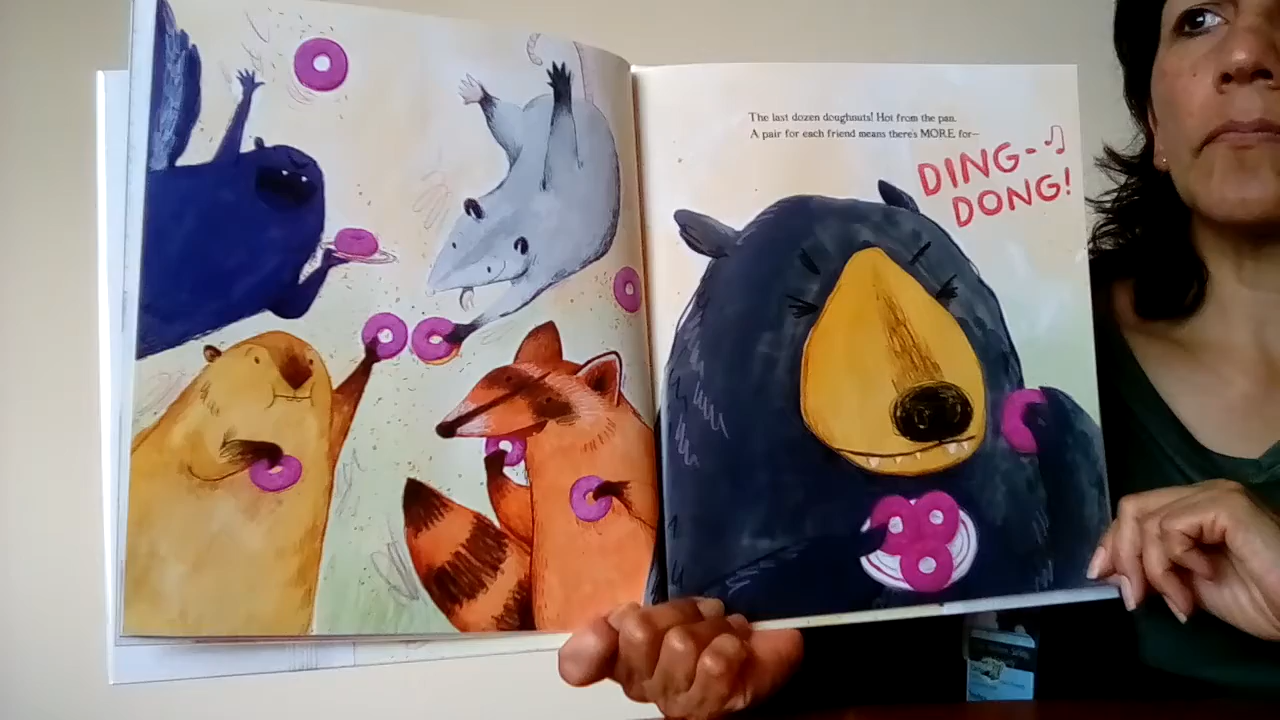 The last dozen doughnuts! Hot from the pan.
A pair for each friend means there's MORE for—
DING-
DONG!